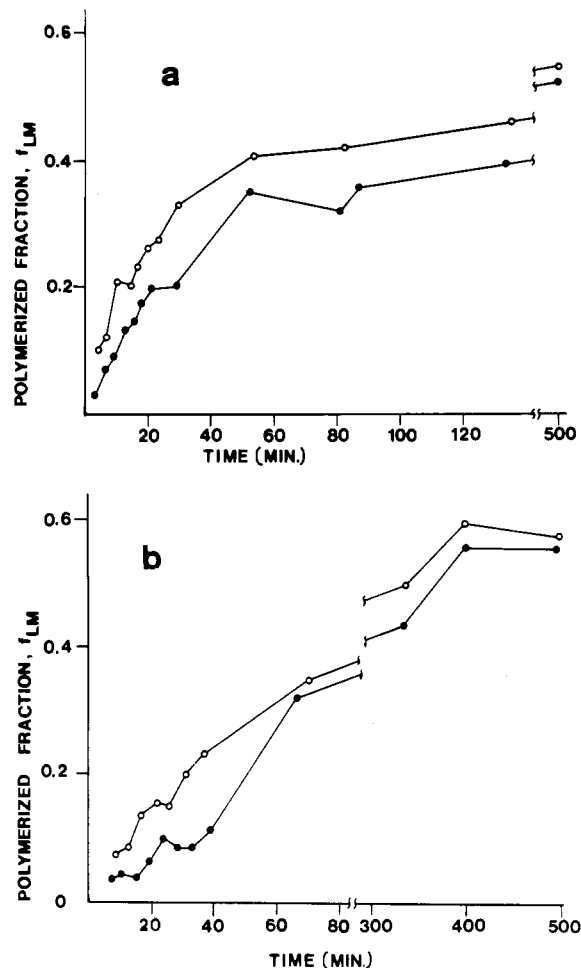 a
POLYMERIZED FRACTION, fLM
0.6
0.4
0.2
20 40 60 80 100 120 500
TIME (MIN.)
b
POLYMERIZED FRACTION, fLM
0.6
0.4
0.2
0
20 40 60 80 300 400 500
TIME (MIN.)